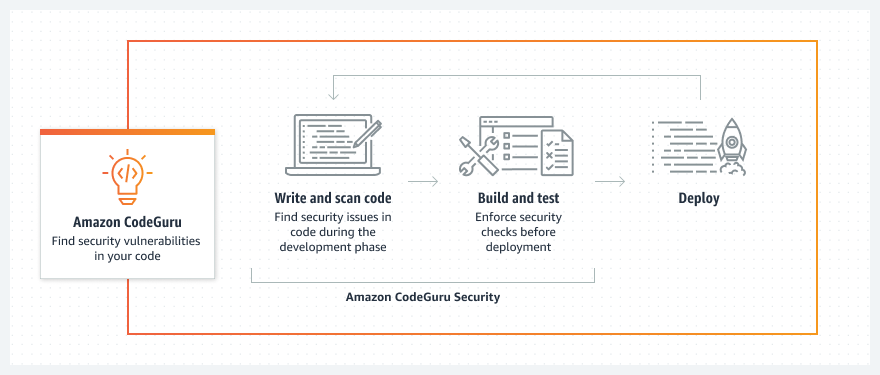 Amazon CodeGuru
Find security vulnerabilities
in your code
Write and scan code
Find security issues in
code during the
development phase
Build and test
Enforce security
checks before
deployment
Deploy
Amazon CodeGuru Security